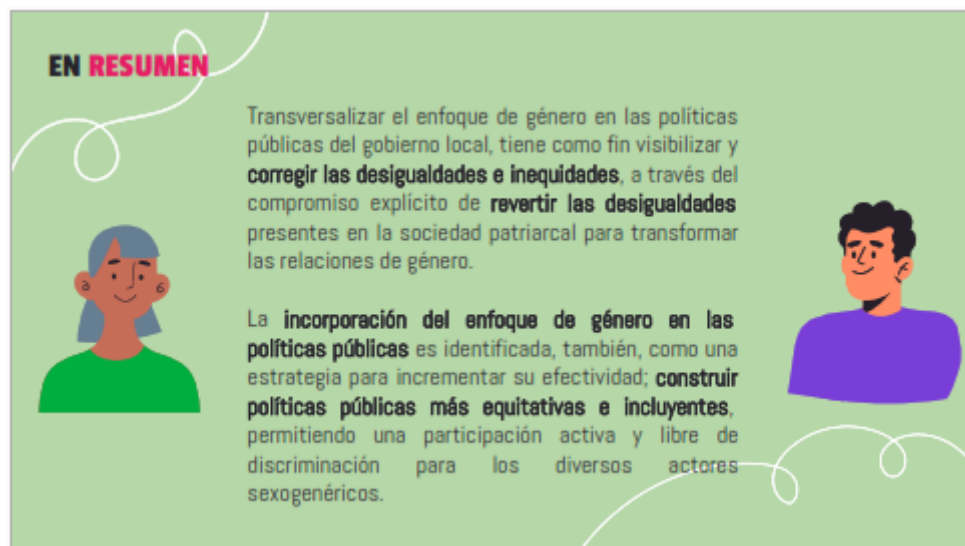 EN RESUMEN
Transversalizar el enfoque de género en las políticas
públicas del gobierno local, tiene como fin visibilizar y
corregir las desigualdades e inequidades, a través del
compromiso explícito de revertir las desigualdades
presentes en la sociedad patriarcal para transformar
las relaciones de género.
La incorporación del enfoque de género en las
políticas públicas es identificada, también, como una
estrategia para incrementar su efectividad; construir
políticas públicas más equitativas e incluyentes,
permitiendo una participación activa y libre de
discriminación para los diversos actores
sexogenéricos.